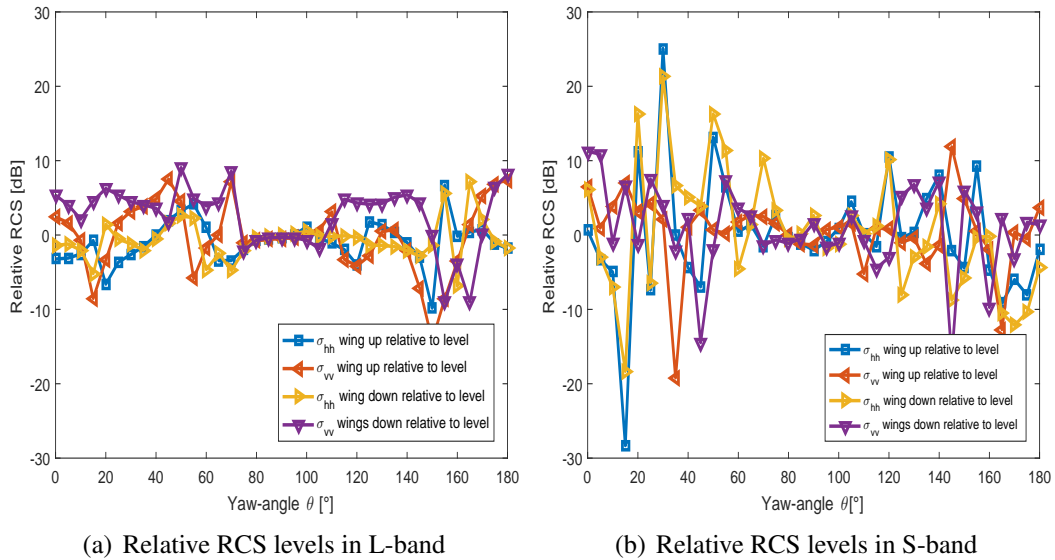 30
20
10
0
-10
-20
-30
Relative RCS [dB]
0 20 40 60 80 100 120 140 160 180
Yaw-angle θ [°]
σhh wing up relative to level
σvv wing up relative to level
σhh wing down relative to level
σvv wings down relative to level
(a) Relative RCS levels in L-band
30
20
10
0
-10
-20
-30
Relative RCS [dB]
0 20 40 60 80 100 120 140 160 180
Yaw-angle θ[°]
σhh wing up relative to level
σvv wing up relative to level
σhh wing down relative to level
σvv wings down relative to level
(b) Relative RCS levels in S-band